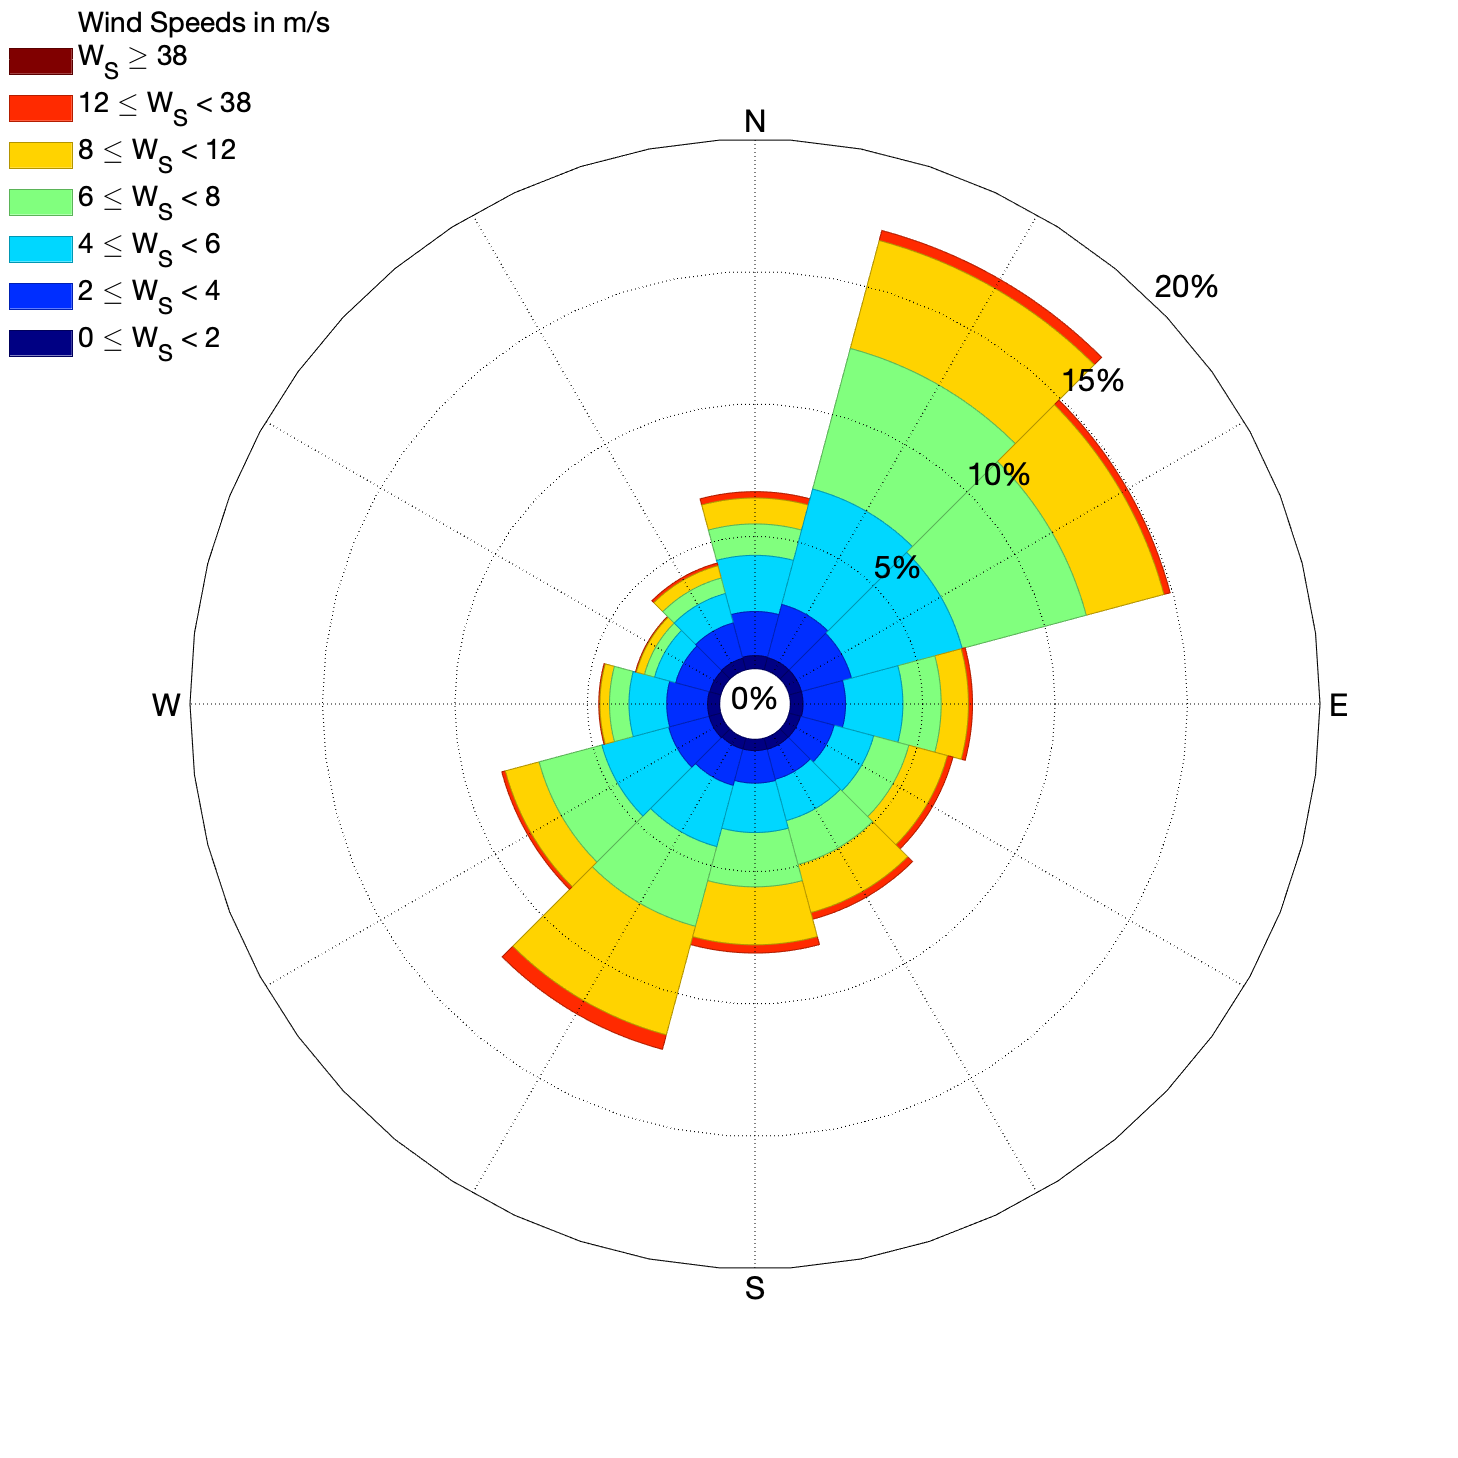 Wind Speeds in m/s
W_S ≥ 38
12 ≤ W_S < 38
8 ≤ W_S < 12
6 ≤ W_S < 8
4 ≤ W_S < 6
2 ≤ W_S < 4
0 ≤ W_S < 2
N
20%
15%
10%
5%
0%
W
E
S